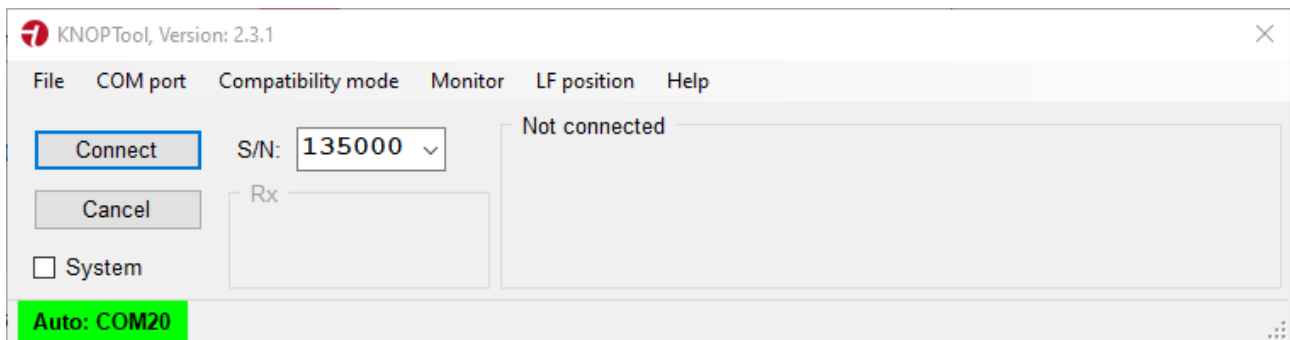 KNOPTool, Version: 2.3.1
File COM port Compatibility mode Monitor LF position Help
Connect S/N: 135000 Not connected
Cancel Rx
System
Auto: COM20